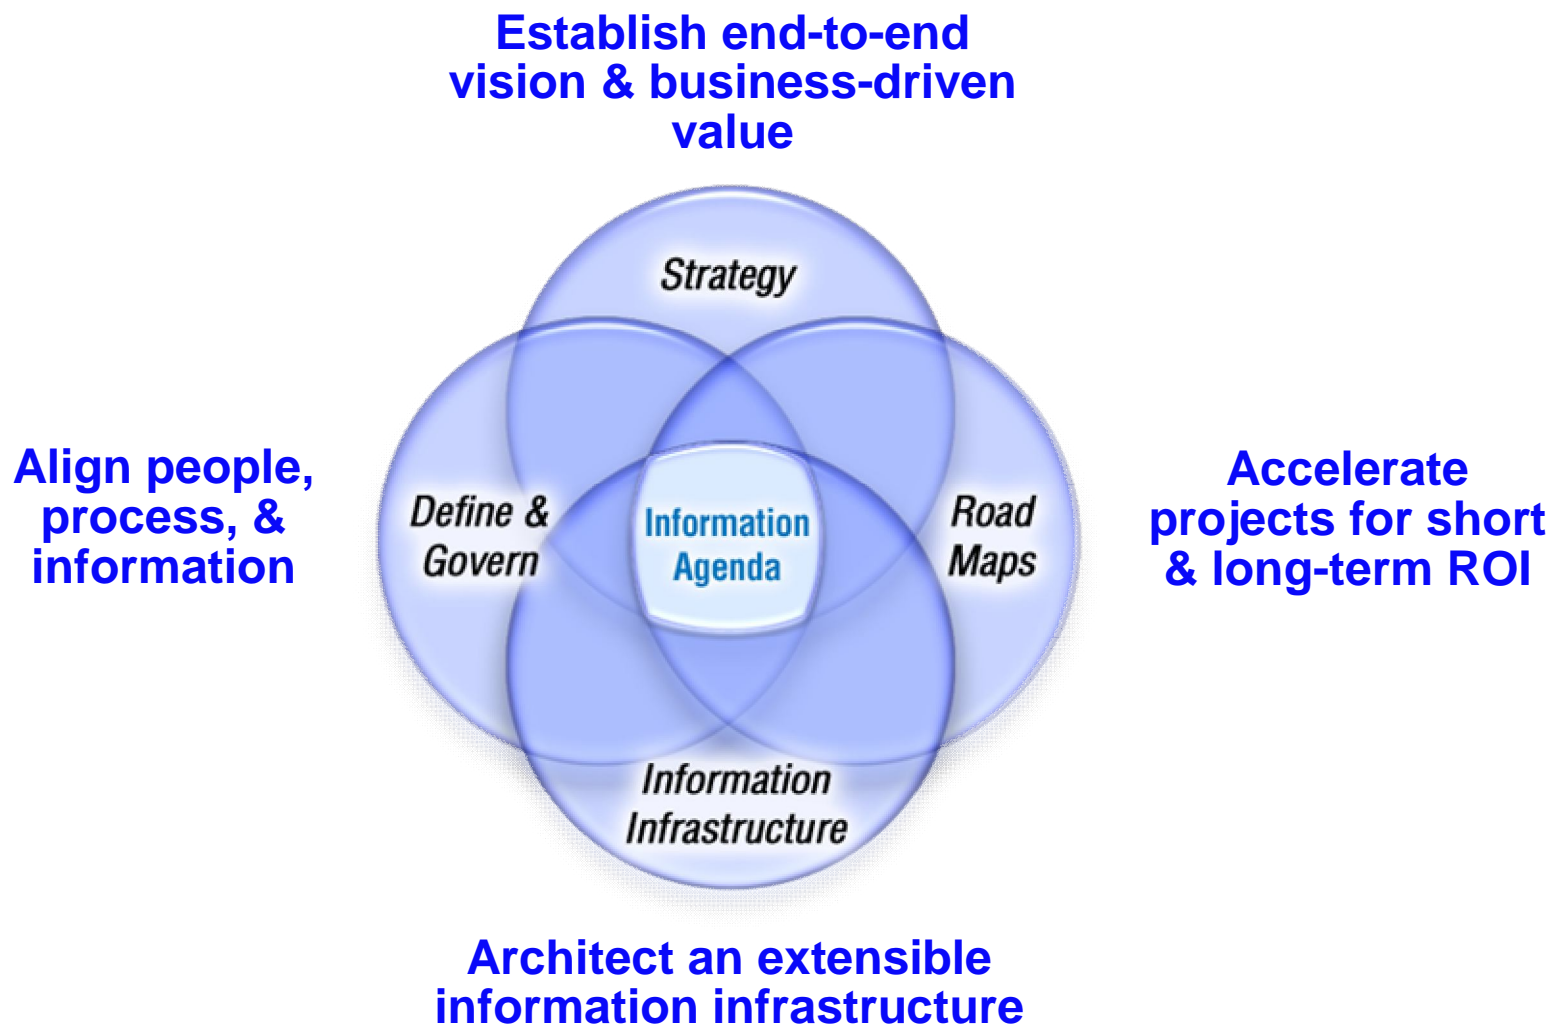 Establish end-to-end
vision & business-driven
value
Strategy
Align people,
process, &
information
Define &
Govern
Information
Agenda
Road
Maps
Accelerate
projects for short
& long-term ROI
Information
Infrastructure
Architect an extensible
information infrastructure